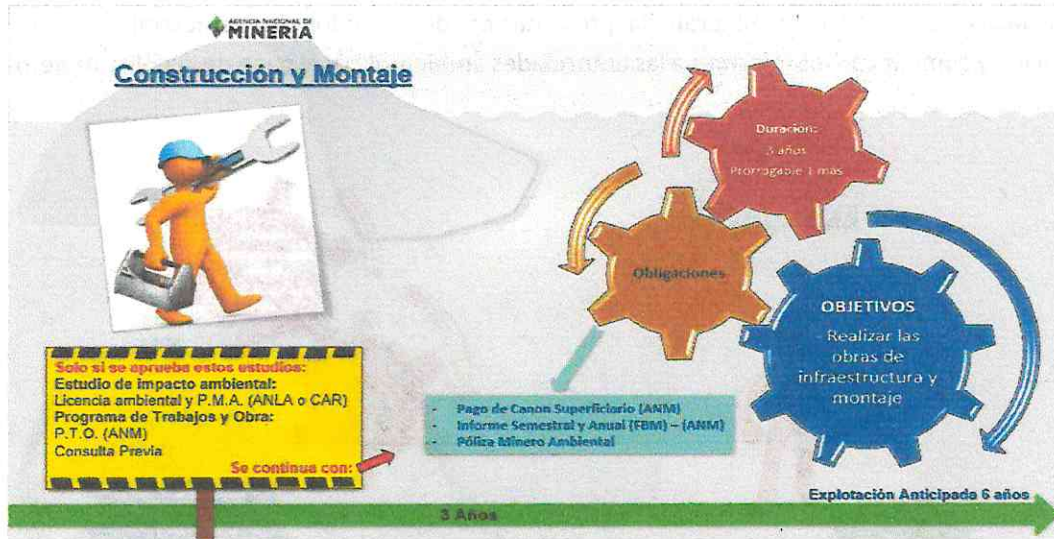 AGENCIA NACIONAL DE
MINERÍA
Construcción y Montaje
Duración:
3 años
Prorrogable 1 más
Obligaciones
OBJETIVOS
- Realizar las
obras de
infraestructura y
montaje
Solo si se aprueba estos estudios:
Estudio de impacto ambiental:
Licencia ambiental y P.M.A. (ANLA o CAR)
Programa de Trabajos y Obra:
P.T.O. (ANM)
Consulta Previa
Se continua con:
- Pago de Canon Superficiario (ANM)
- Informe Semestral y Anual (FBM) – (ANM)
- Póliza Minero Ambiental
Explotación Anticipada 6 años
3 Años